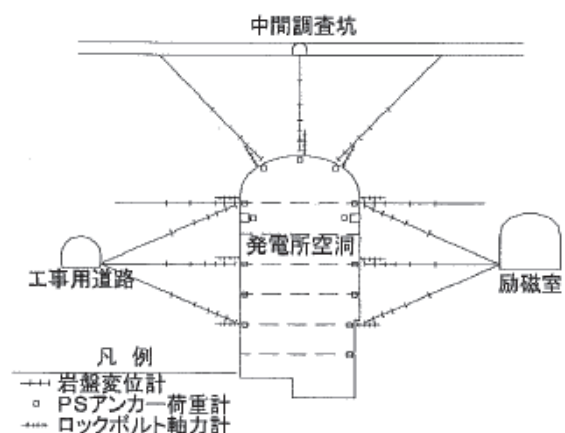 中間調査坑
発電所空洞
工事用道路
励磁室
凡 例
岩盤変位計
PSアンカー荷重計
ロックボルト軸力計